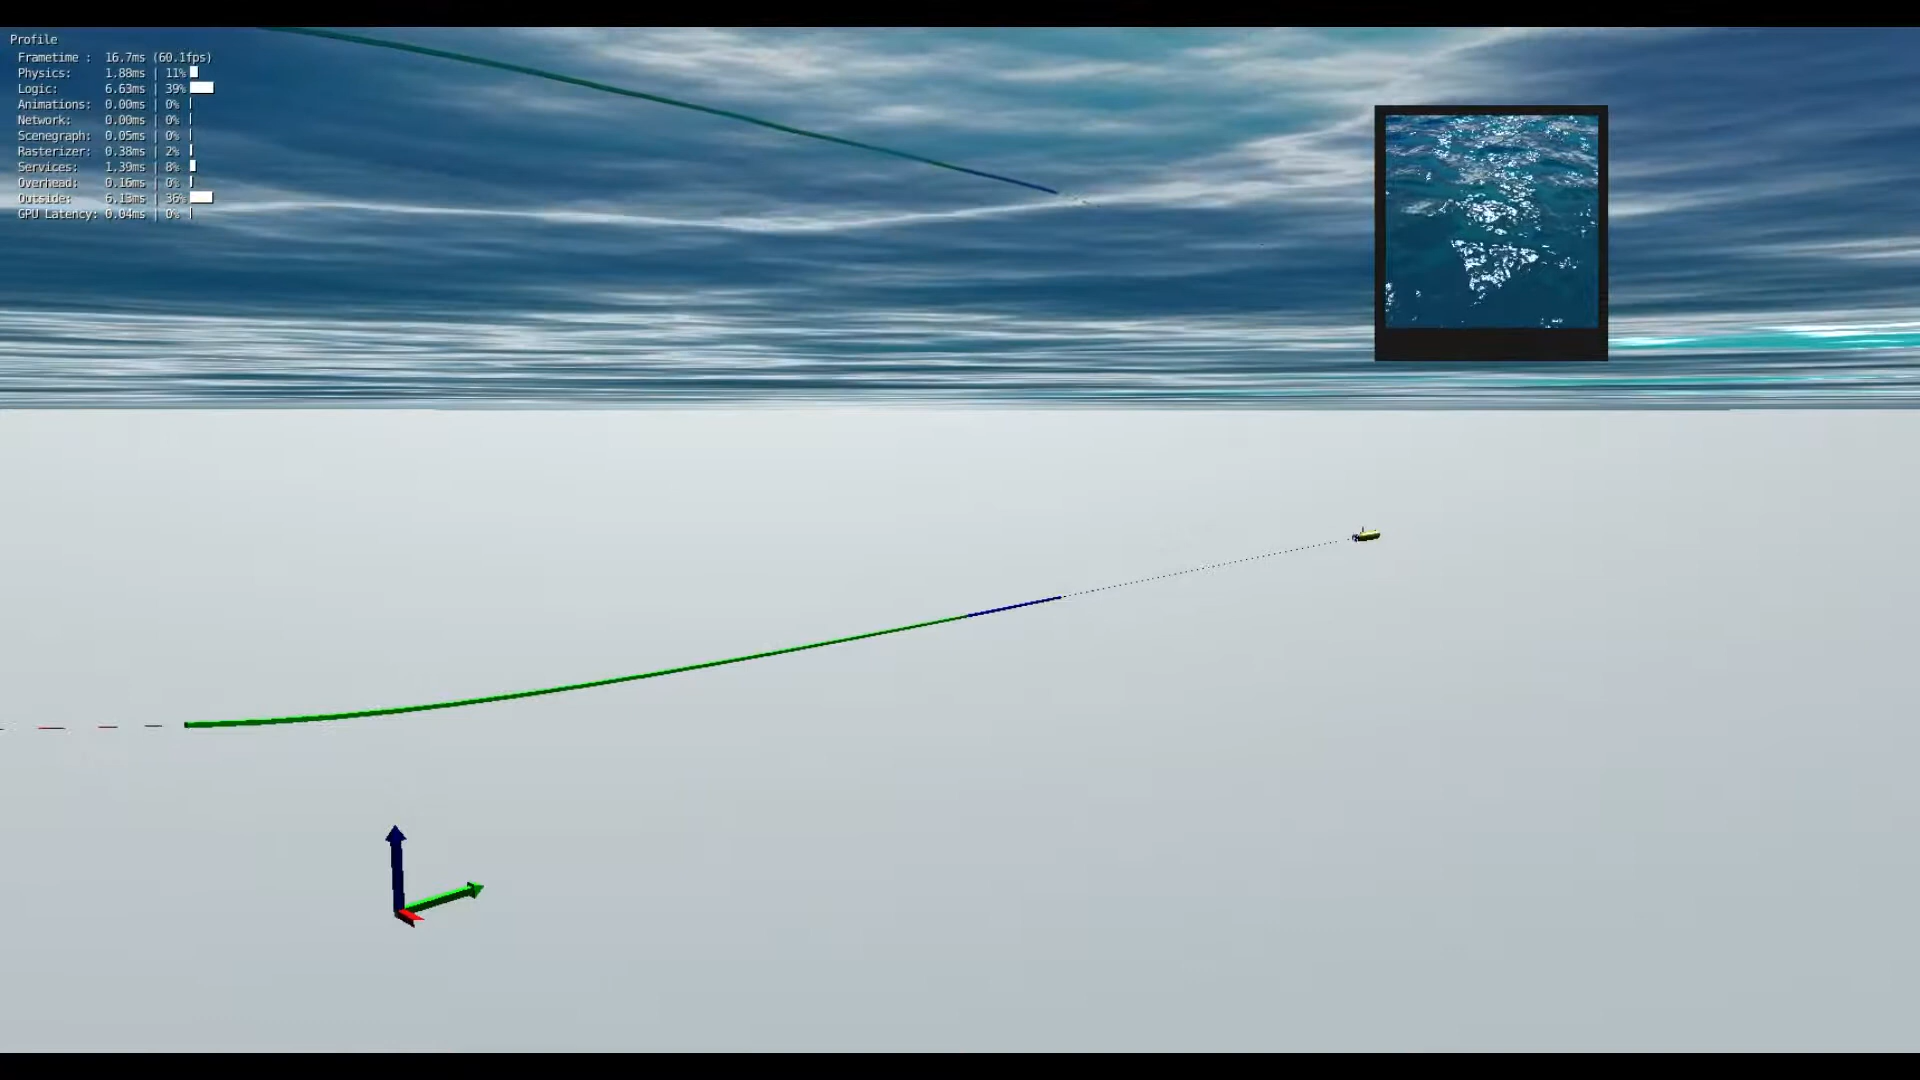 Profile
Frametime : 16.7ms (60.1fps)
Physics: 1.88ms | 11%
Logic: 6.63ms | 39%
Animations: 0.00ms | 0%
Network: 0.00ms | 0%
Scenegraph: 0.05ms | 0%
Rasterizer: 0.38ms | 2%
Services: 1.39ms | 8%
Overhead: 0.16ms | 0%
Outside: 6.13ms | 36%
GPU Latency: 0.04ms | 0%